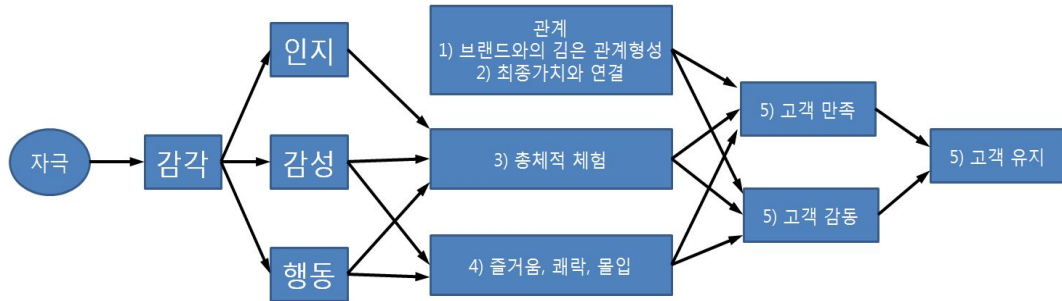 자극
감각
인지
감성
행동
관계
1) 브랜드와의 김은 관계형성
2) 최종가치와 연결
3) 총체적 체험
4) 즐거움, 쾌락, 몰입
5) 고객 만족
5) 고객 감동
5) 고객 유지